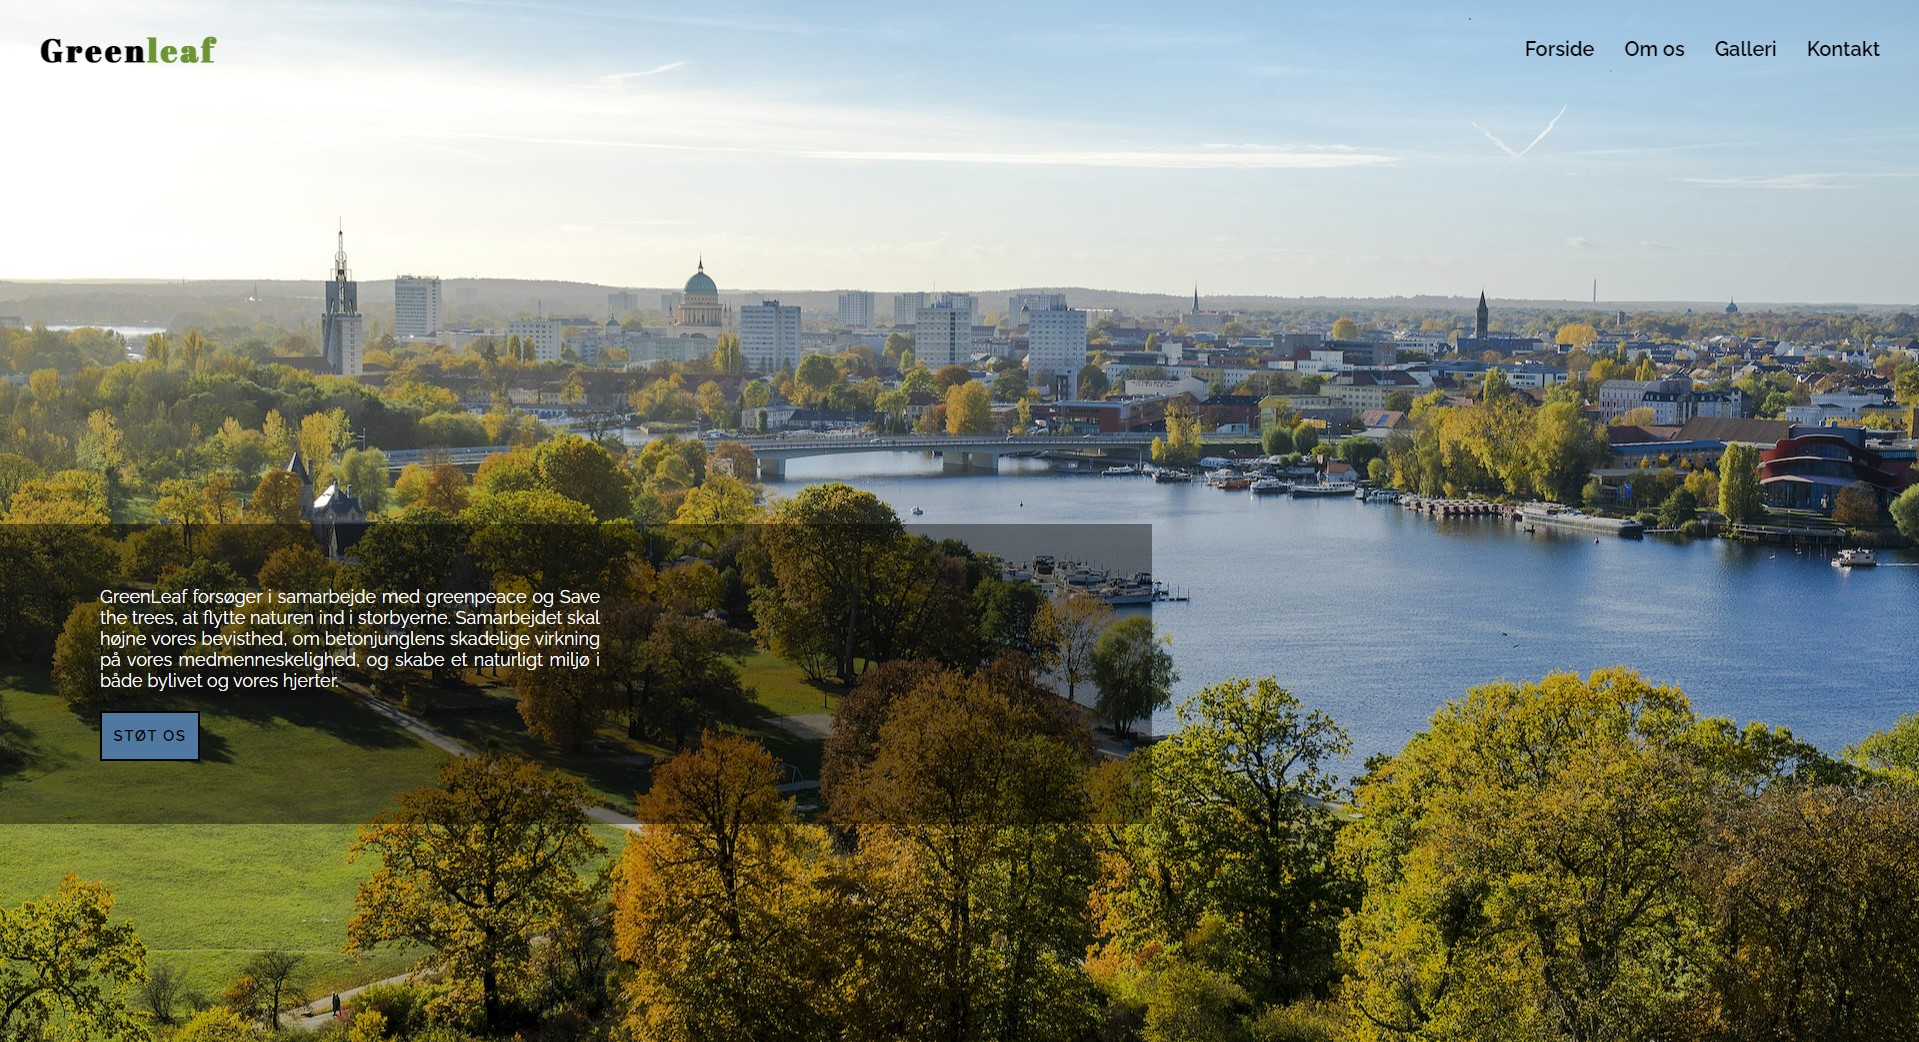 Greenleaf
Forside Om os Galleri Kontakt
GreenLeaf forsøger i samarbejde med greenpeace og Save
the trees, at flytte naturen ind i storbyerne. Samarbejdet skal
højne vores bevisthed, om betonjunglens skadelige virkning
på vores medmenneskelighed, og skabe et naturligt miljø i
både bylivet og vores hjerter.
STØT OS